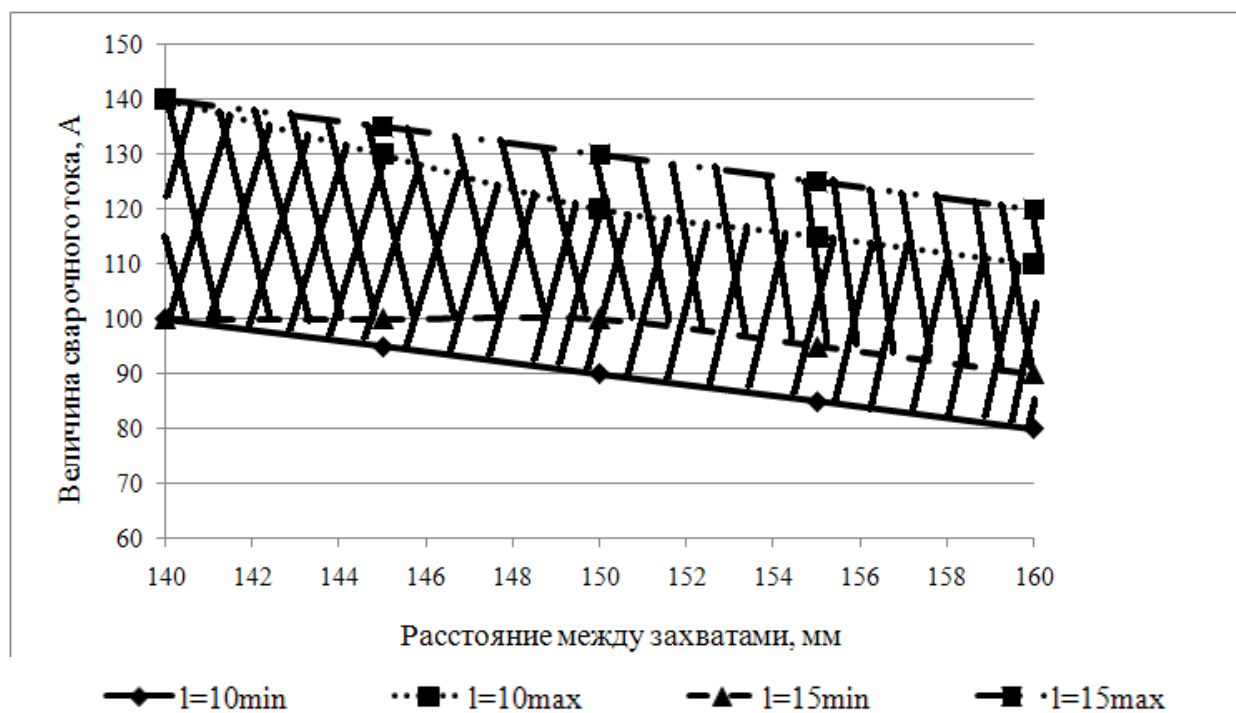 150
140
130
120
110
100
90
80
70
60
Величина сварочного тока, А
140 142 144 146 148 150 152 154 156 158 160
Расстояние между захватами, мм
l=10min l=10max l=15min l=15max